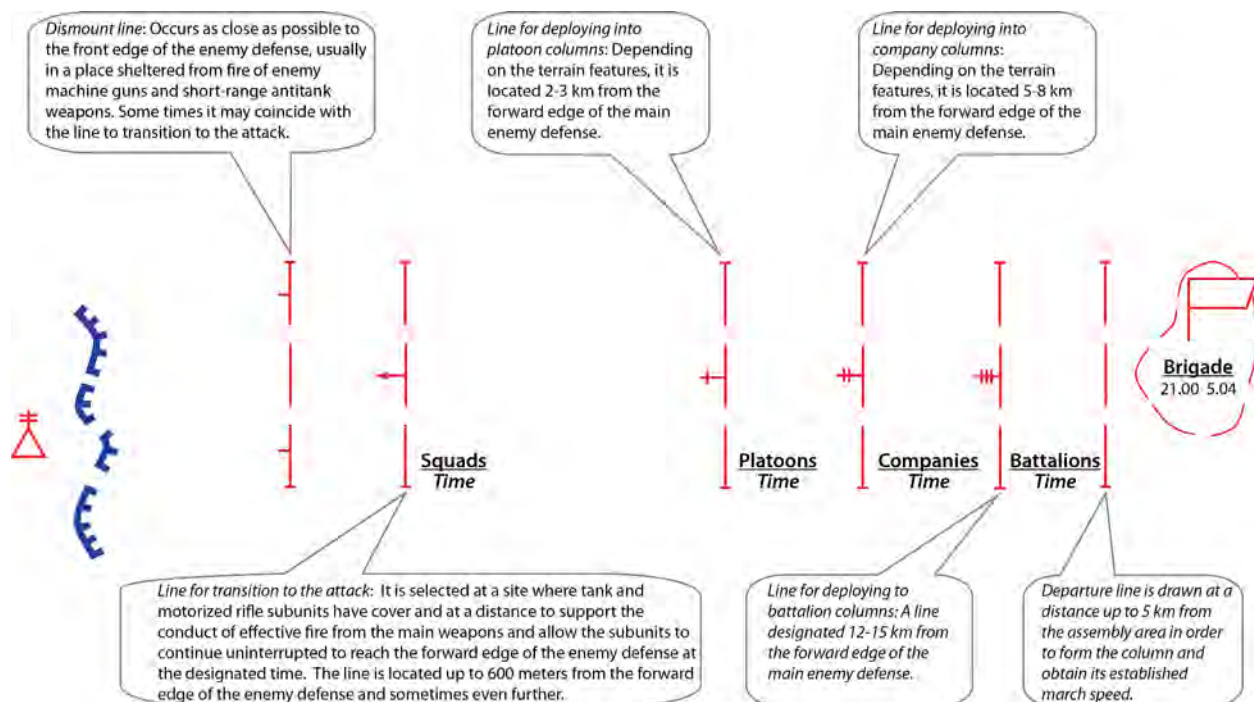 Dismount line: Occurs as close as possible to
the front edge of the enemy defense, usually
in a place sheltered from fire of enemy
machine guns and short-range antitank
weapons. Some times it may coincide with
the line to transition to the attack.
Line for deploying into
platoon columns: Depending
on the terrain features, it is
located 2-3 km from the
forward edge of the main
enemy defense.
Line for deploying into
company columns:
Depending on the terrain
features, it is located 5-8 km
from the forward edge of the
main enemy defense.
Brigade
21.00 5.04
Squads
Time
Platoons
Time
Companies
Time
Battalions
Time
Line for transition to the attack: It is selected at a site where tank and
motorized rifle subunits have cover and at a distance to support the
conduct of effective fire from the main weapons and allow the subunits to
continue uninterrupted to reach the forward edge of the enemy defense at
the designated time. The line is located up to 600 meters from the forward
edge of the enemy defense and sometimes even further.
Line for deploying to
battalion columns; A line
designated 12-15 km from
the forward edge of the
main enemy defense.
Departure line is drawn at a
distance up to 5 km from
the assembly area in order
to form the column and
obtain its established
march speed.